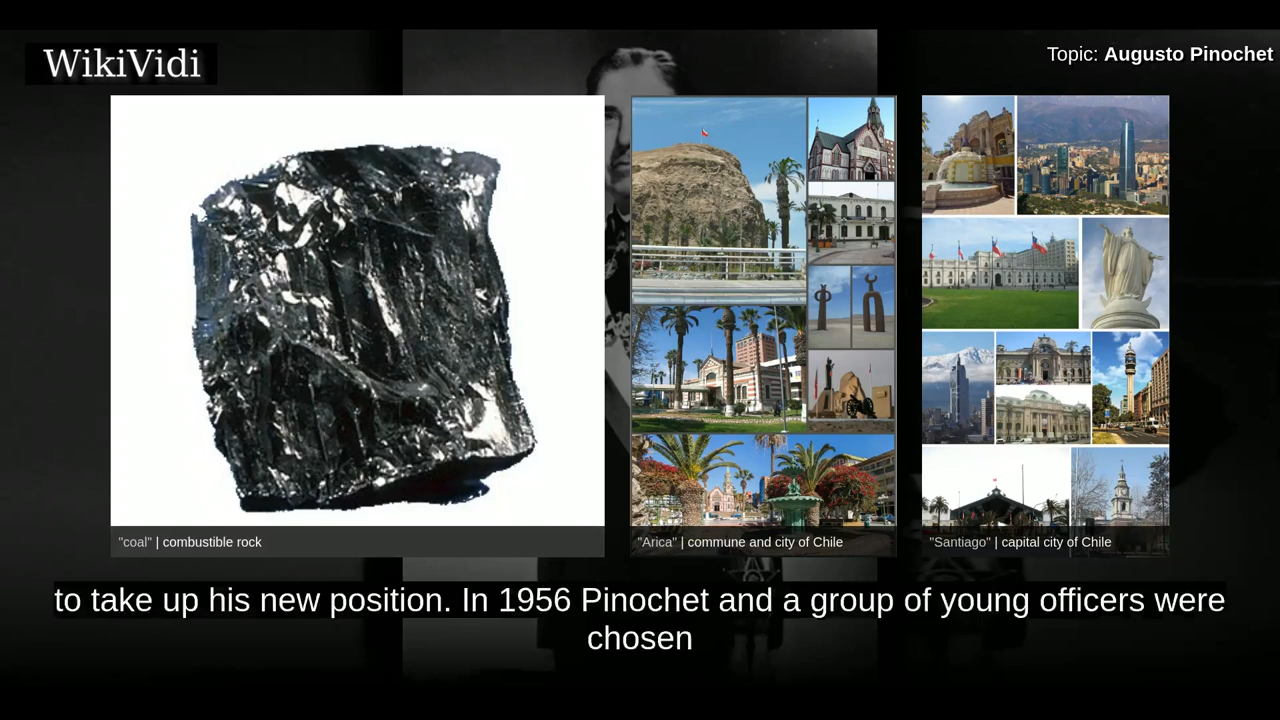 WikiVidi
Topic: Augusto Pinochet
"coal" | combustible rock
"Arica" | commune and city of Chile
"Santiago" | capital city of Chile
to take up his new position. In 1956 Pinochet and a group of young officers were
chosen